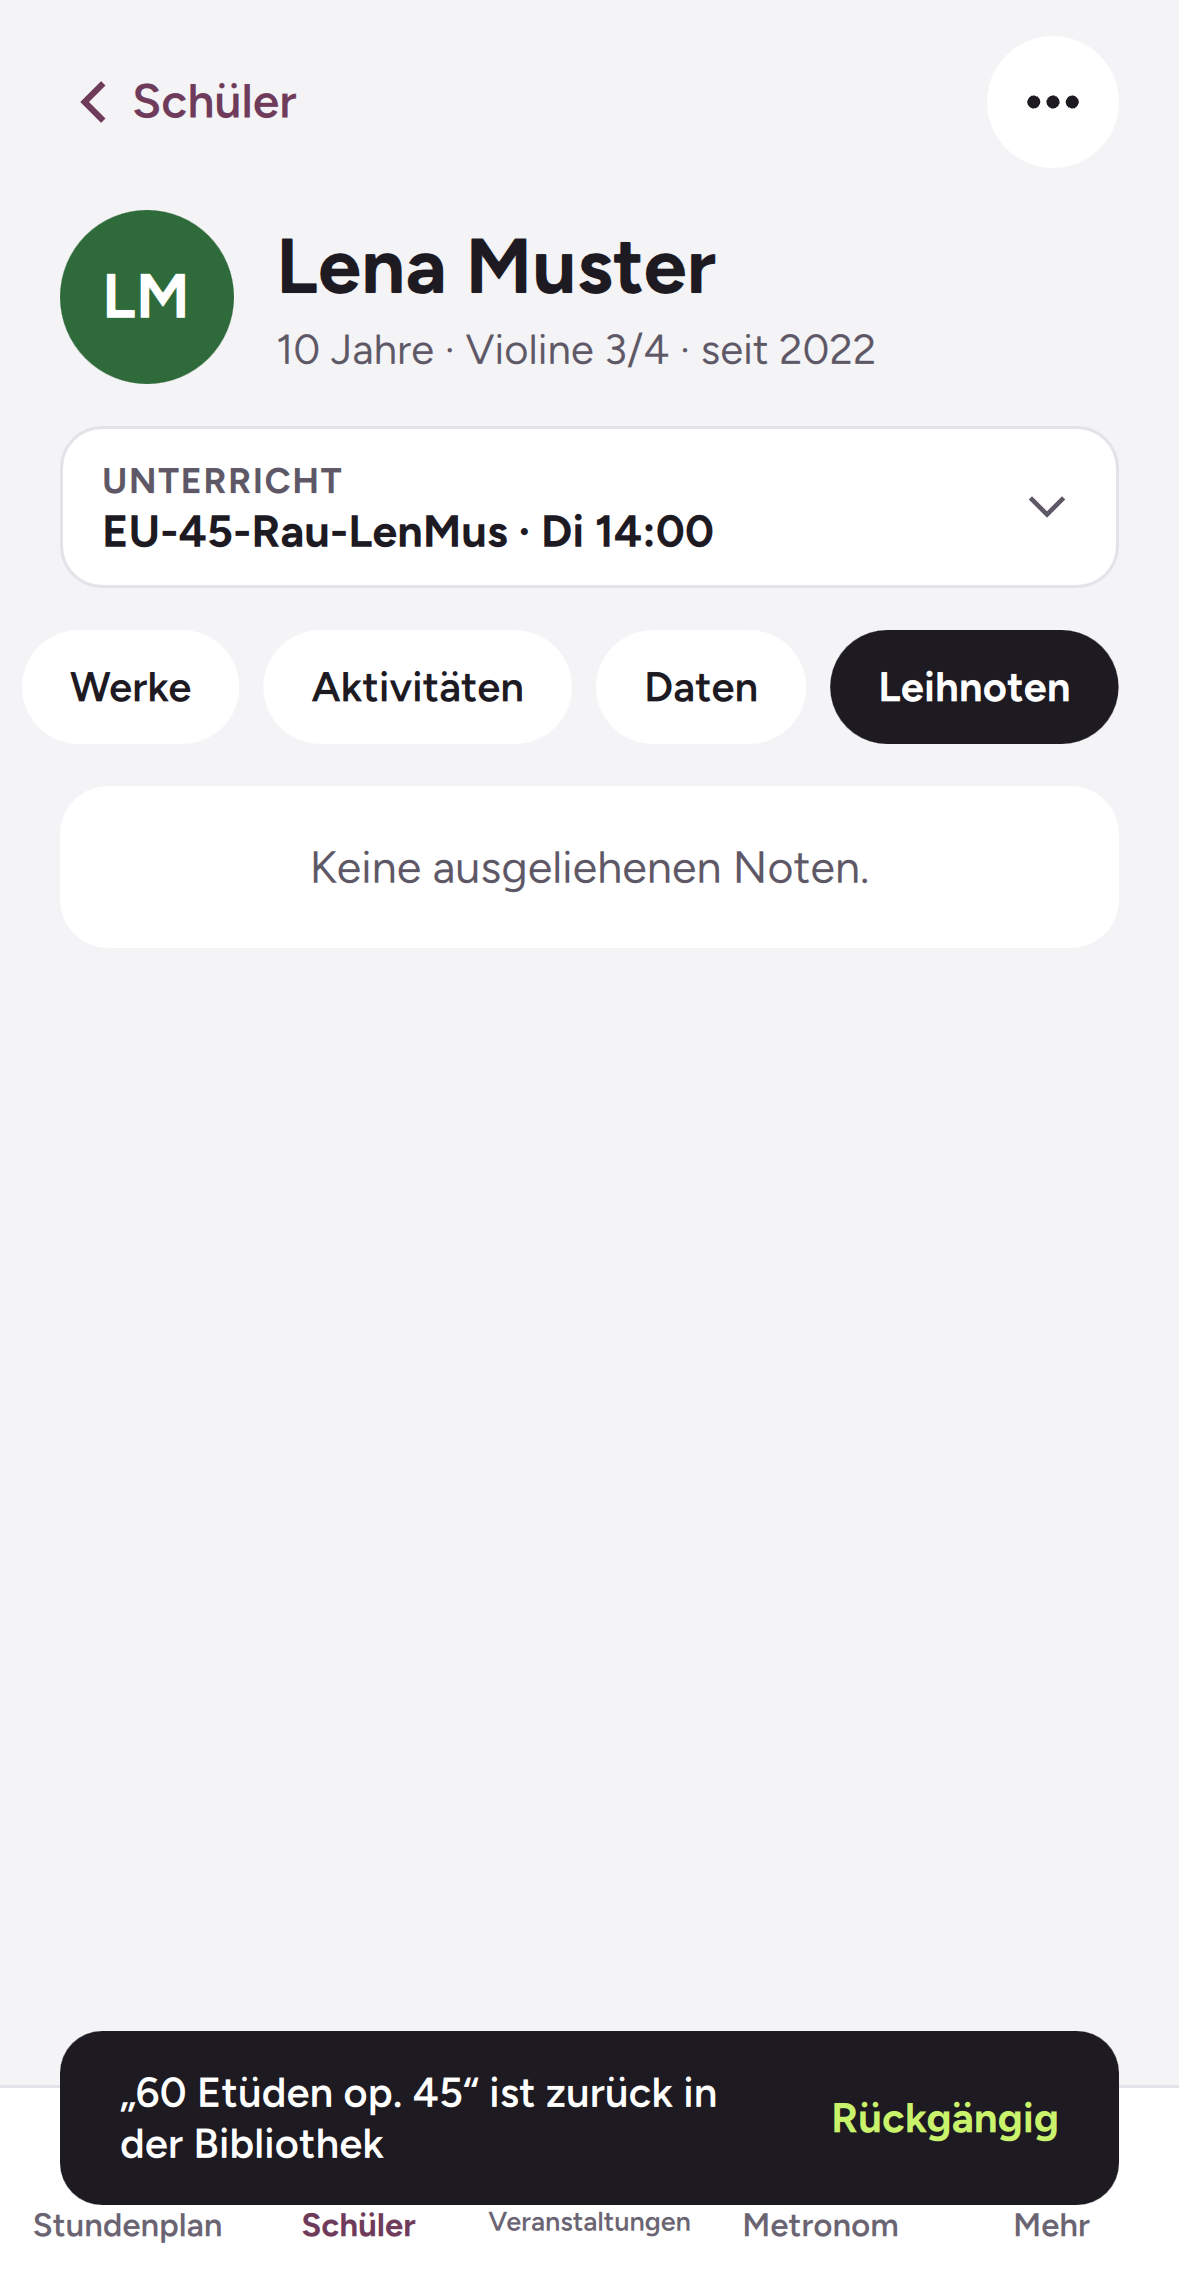 Schüler
LM
Lena Muster
10 Jahre · Violine 3/4 · seit 2022
UNTERRICHT
EU-45-Rau-LenMus · Di 14:00
Werke
Aktivitäten
Daten
Leihnoten
Keine ausgeliehenen Noten.
„60 Etüden op. 45“ ist zurück in
der Bibliothek
Rückgängig
Stundenplan
Schüler
Veranstaltungen
Metronom
Mehr